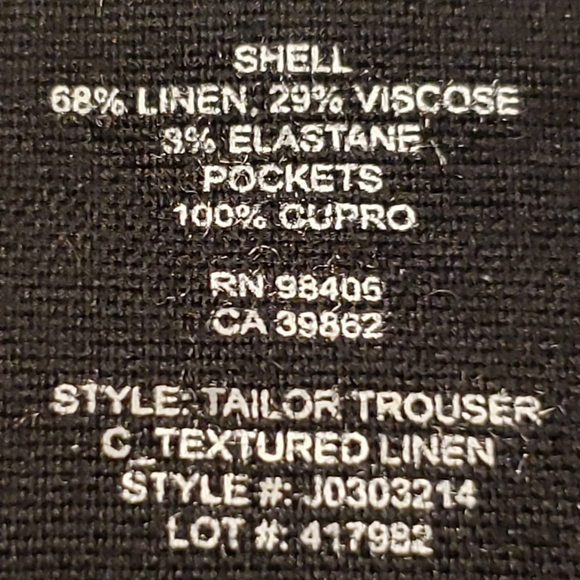 SHELL
68% LINEN, 29% VISCOSE
3% ELASTANE
POCKETS
100% CUPRO
RN 98406
CA 39862
STYLE: TAILOR TROUSER
C_TEXTURED LINEN
STYLE #: J0303214
LOT #: 417982